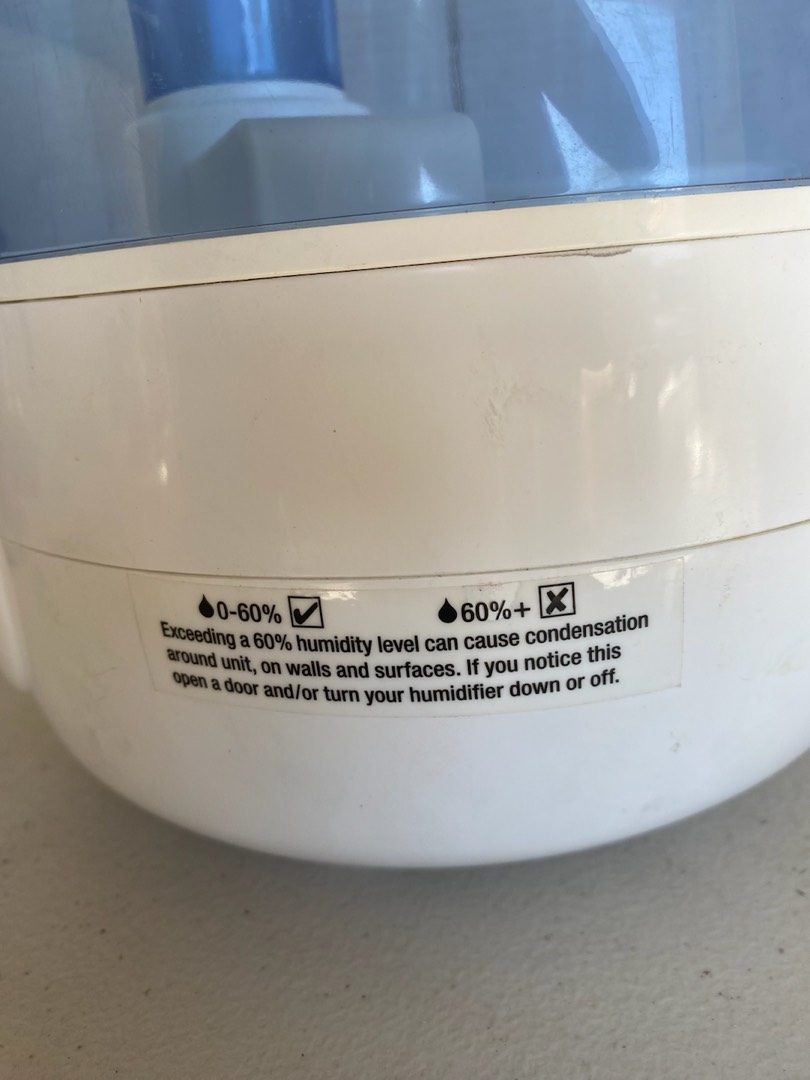 0-60% 60%+
Exceeding a 60% humidity level can cause condensation
around unit, on walls and surfaces. If you notice this
open a door and/or turn your humidifier down or off.